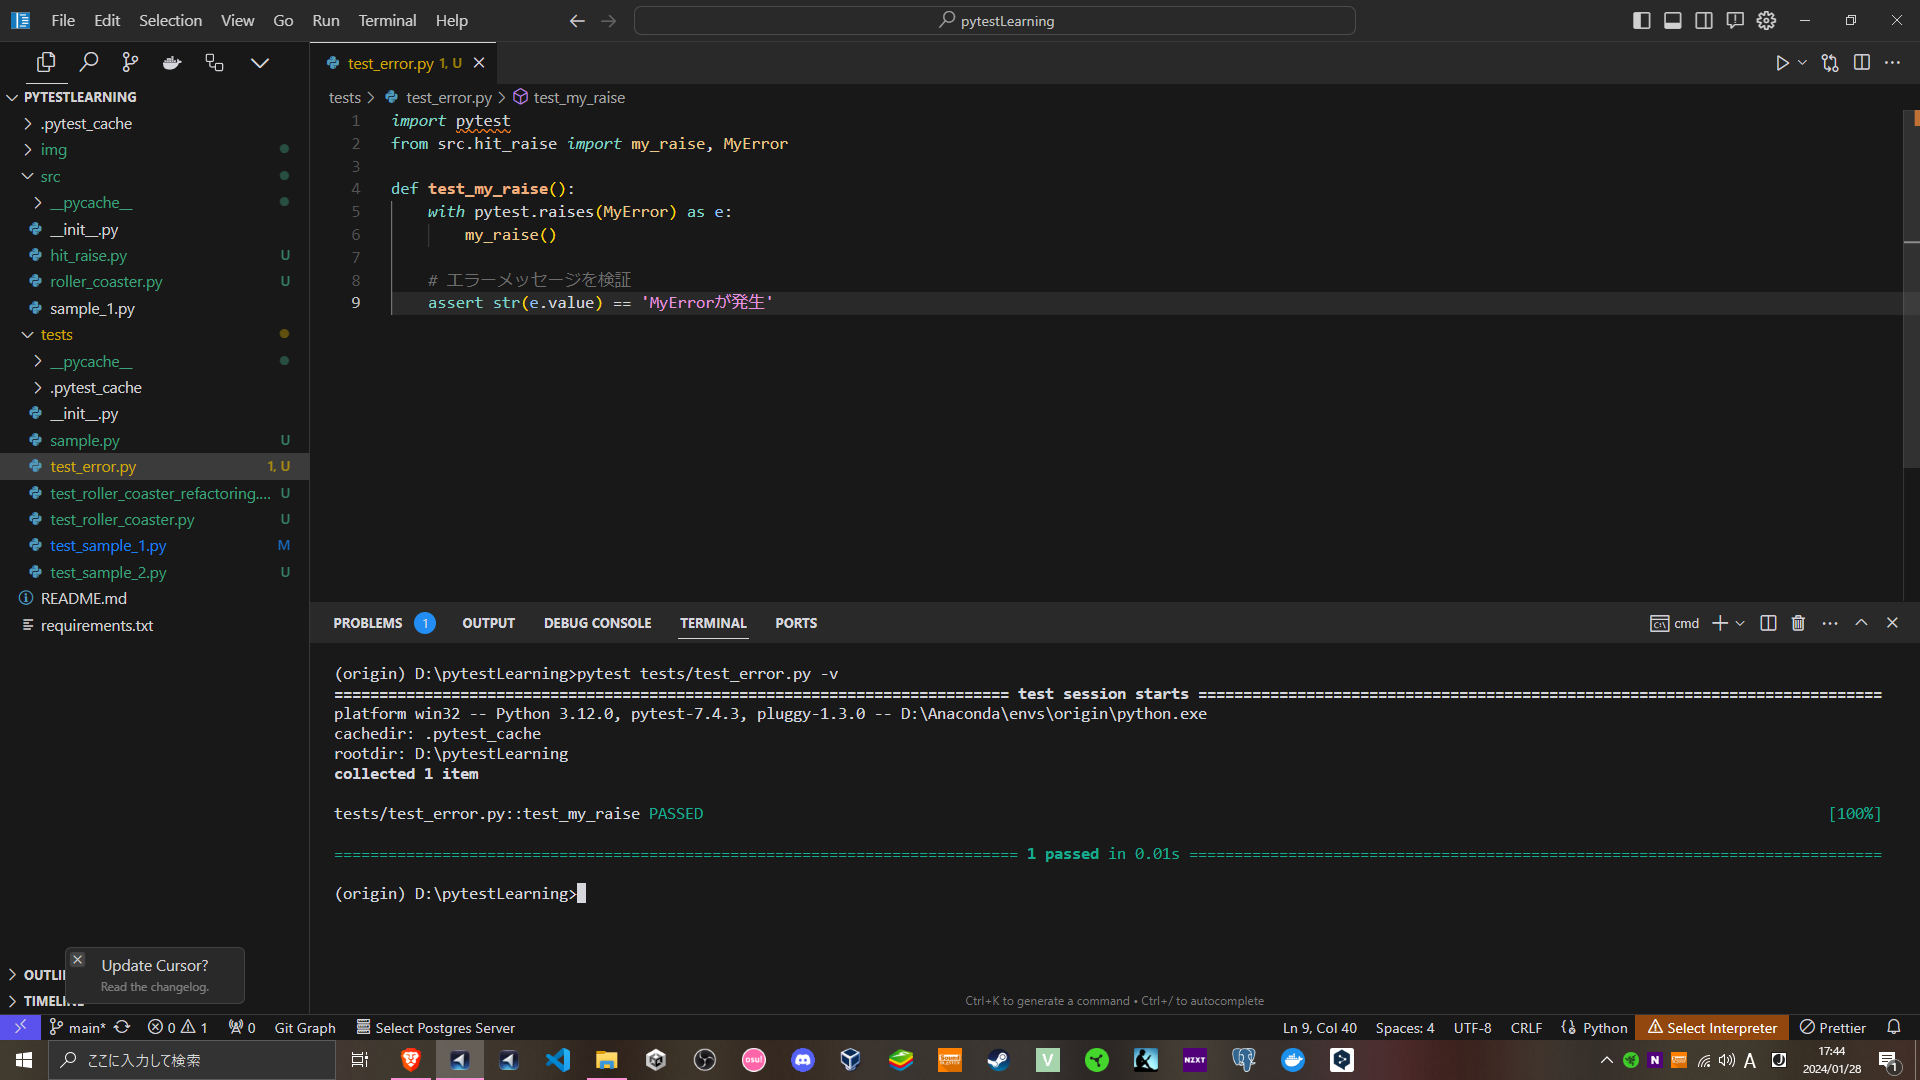 File Edit Selection View Go Run Terminal Help
pytestLearning
PYTESTLEARNING
.pytest_cache
img
src
__pycache__
__init__.py
hit_raise.py U
roller_coaster.py U
sample_1.py
tests
__pycache__
.pytest_cache
__init__.py
sample.py U
test_error.py 1, U
test_roller_coaster_refactoring.... U
test_roller_coaster.py U
test_sample_1.py M
test_sample_2.py U
README.md
requirements.txt
OUTLI
TIMELINE
Update Cursor?
Read the changelog.
test_error.py 1, U
tests > test_error.py > test_my_raise
1 import pytest
2 from src.hit_raise import my_raise, MyError
3
4 def test_my_raise():
5 with pytest.raises(MyError) as e:
6 my_raise()
7
8 # エラーメッセージを検証
9 assert str(e.value) == 'MyErrorが発生'
PROBLEMS 1 OUTPUT DEBUG CONSOLE TERMINAL PORTS
cmd
(origin) D:\pytestLearning>pytest tests/test_error.py -v
=========================================================================== test session starts ============================================================================
platform win32 -- Python 3.12.0, pytest-7.4.3, pluggy-1.3.0 -- D:\Anaconda\envs\origin\python.exe
cachedir: .pytest_cache
rootdir: D:\pytestLearning
collected 1 item
tests/test_error.py::test_my_raise PASSED [100%]
============================================================================ 1 passed in 0.01s =============================================================================
(origin) D:\pytestLearning>
Ctrl+K to generate a command • Ctrl+/ to autocomplete
main* 0 1 0 Git Graph Select Postgres Server
Ln 9, Col 40 Spaces: 4 UTF-8 CRLF Python Select Interpreter Prettier
ここに入力して検索
osu!
V
NZXT
N
A
17:44
2024/01/28
1